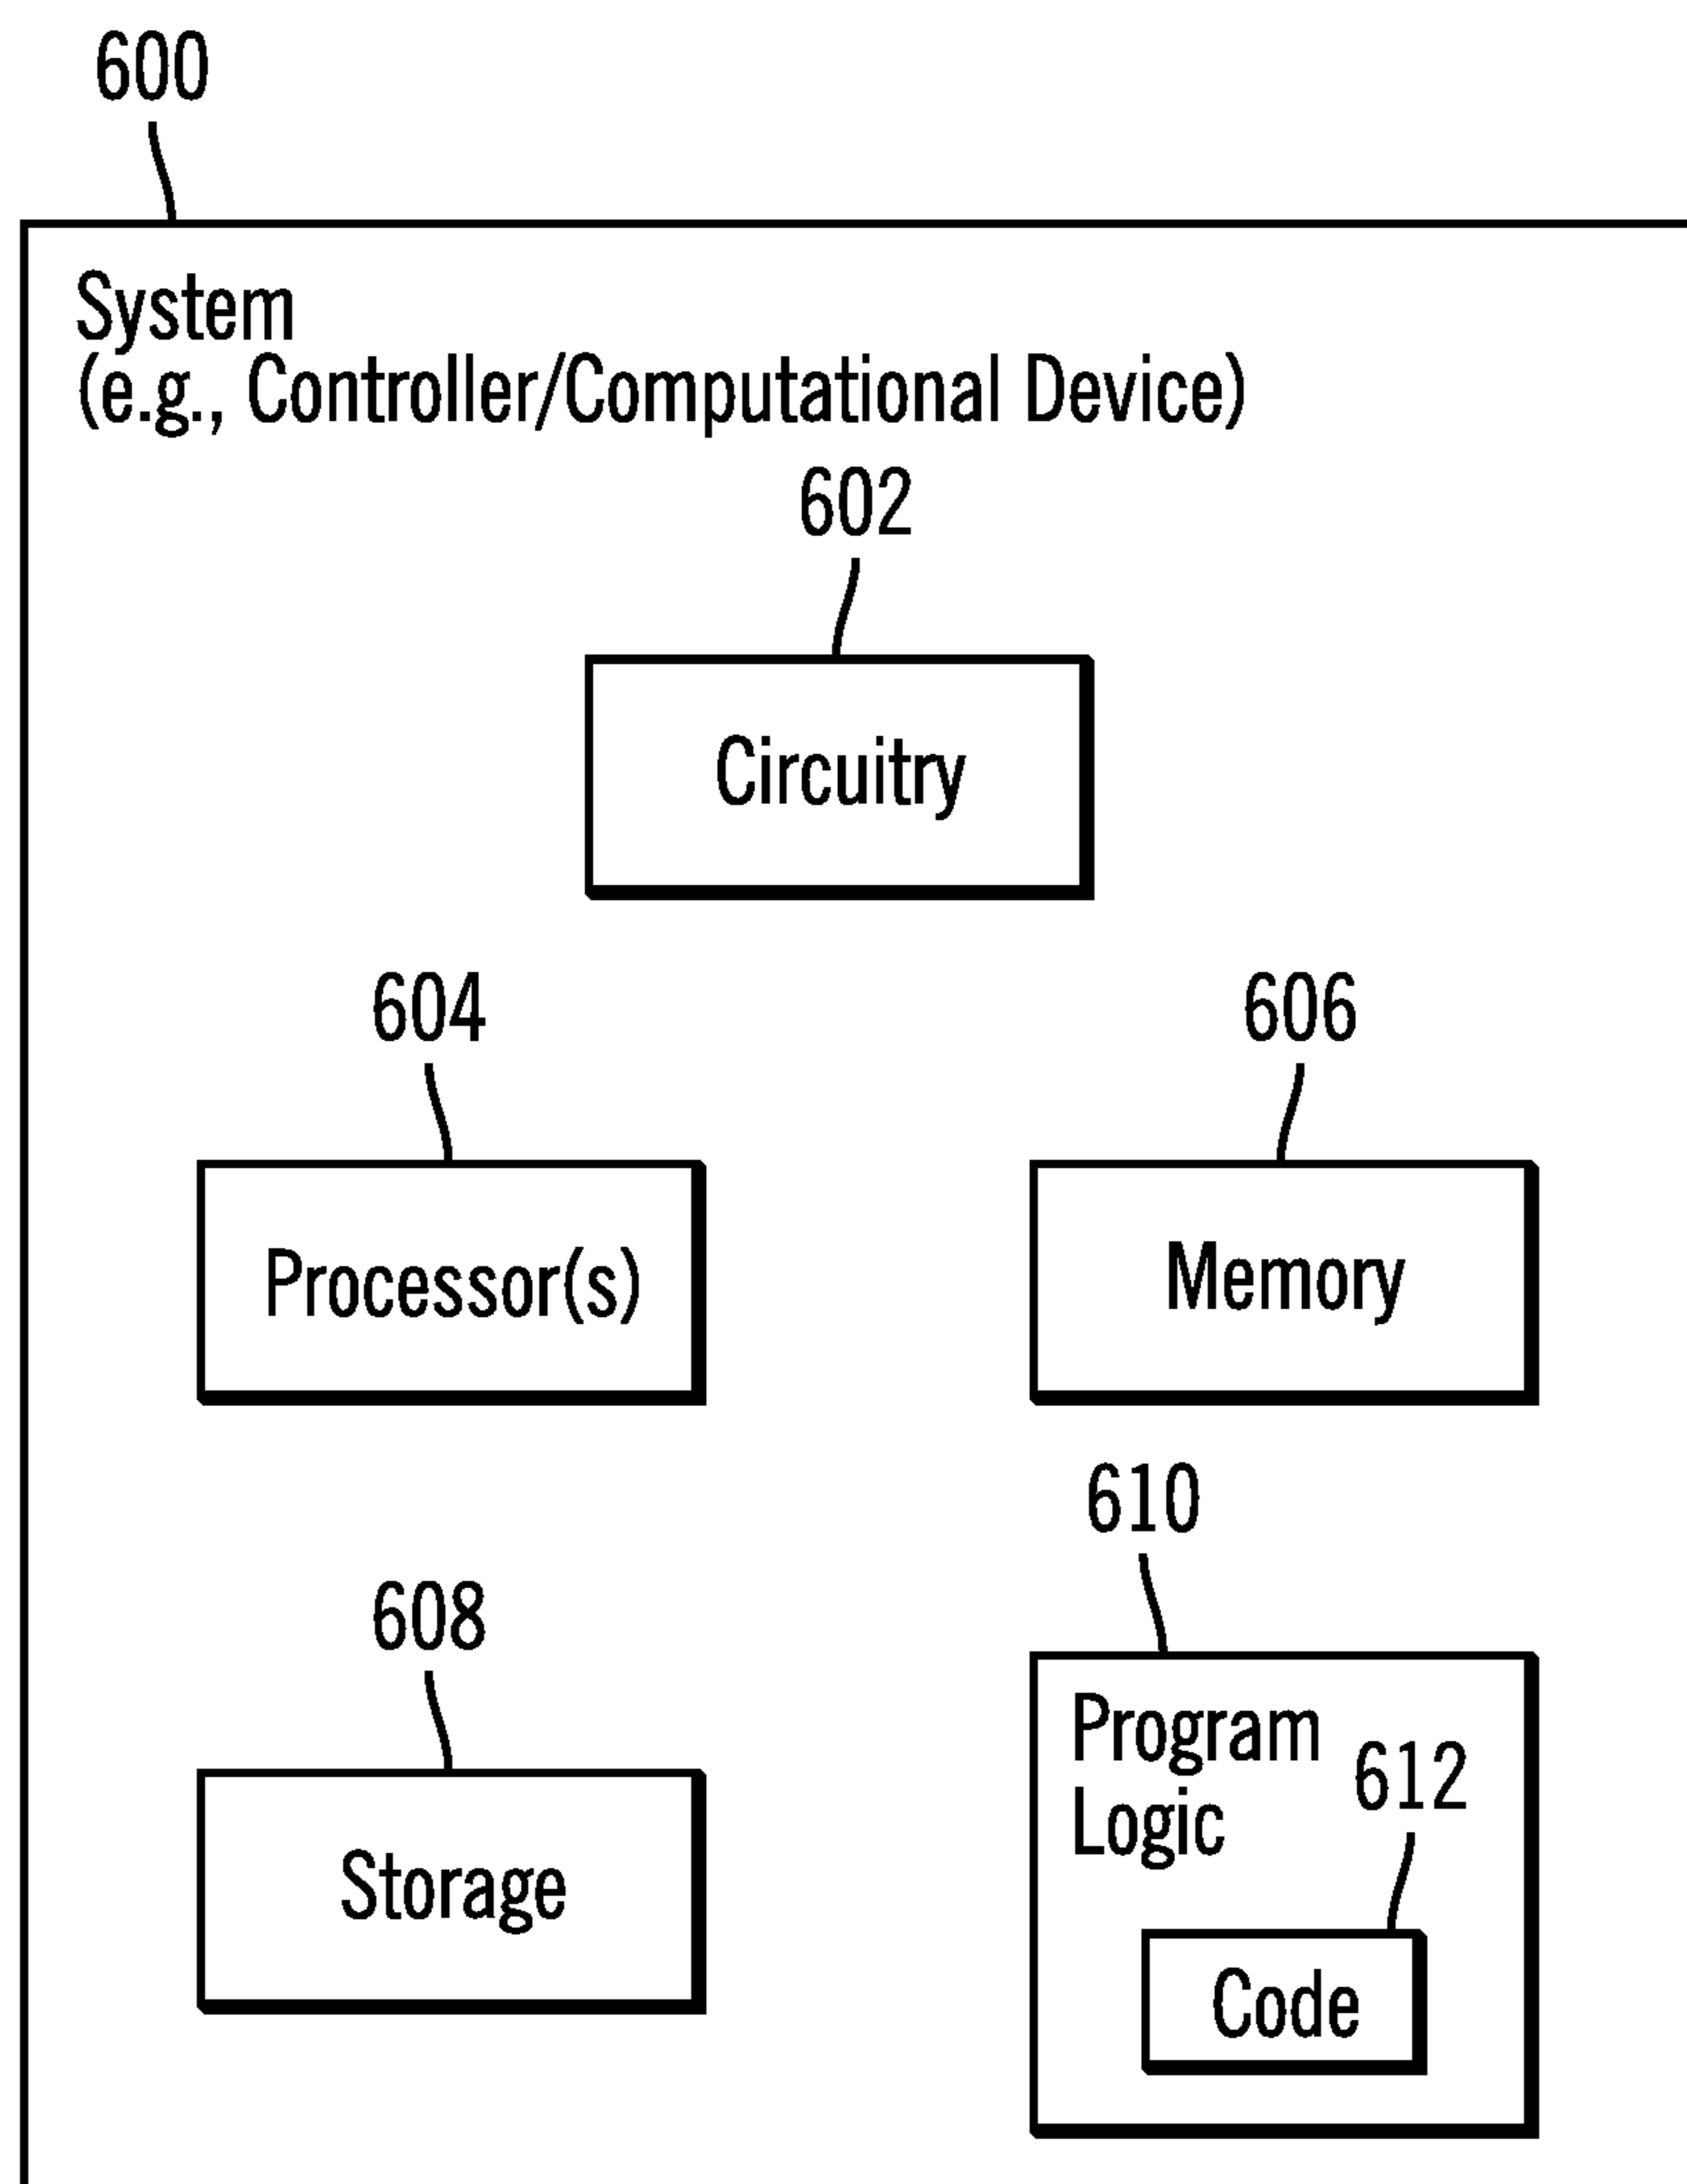 600
System
(e.g., Controller/Computational Device)
602
Circuitry
604
606
Processor(s)
Memory
610
608
Program
Logic
612
Storage
Code